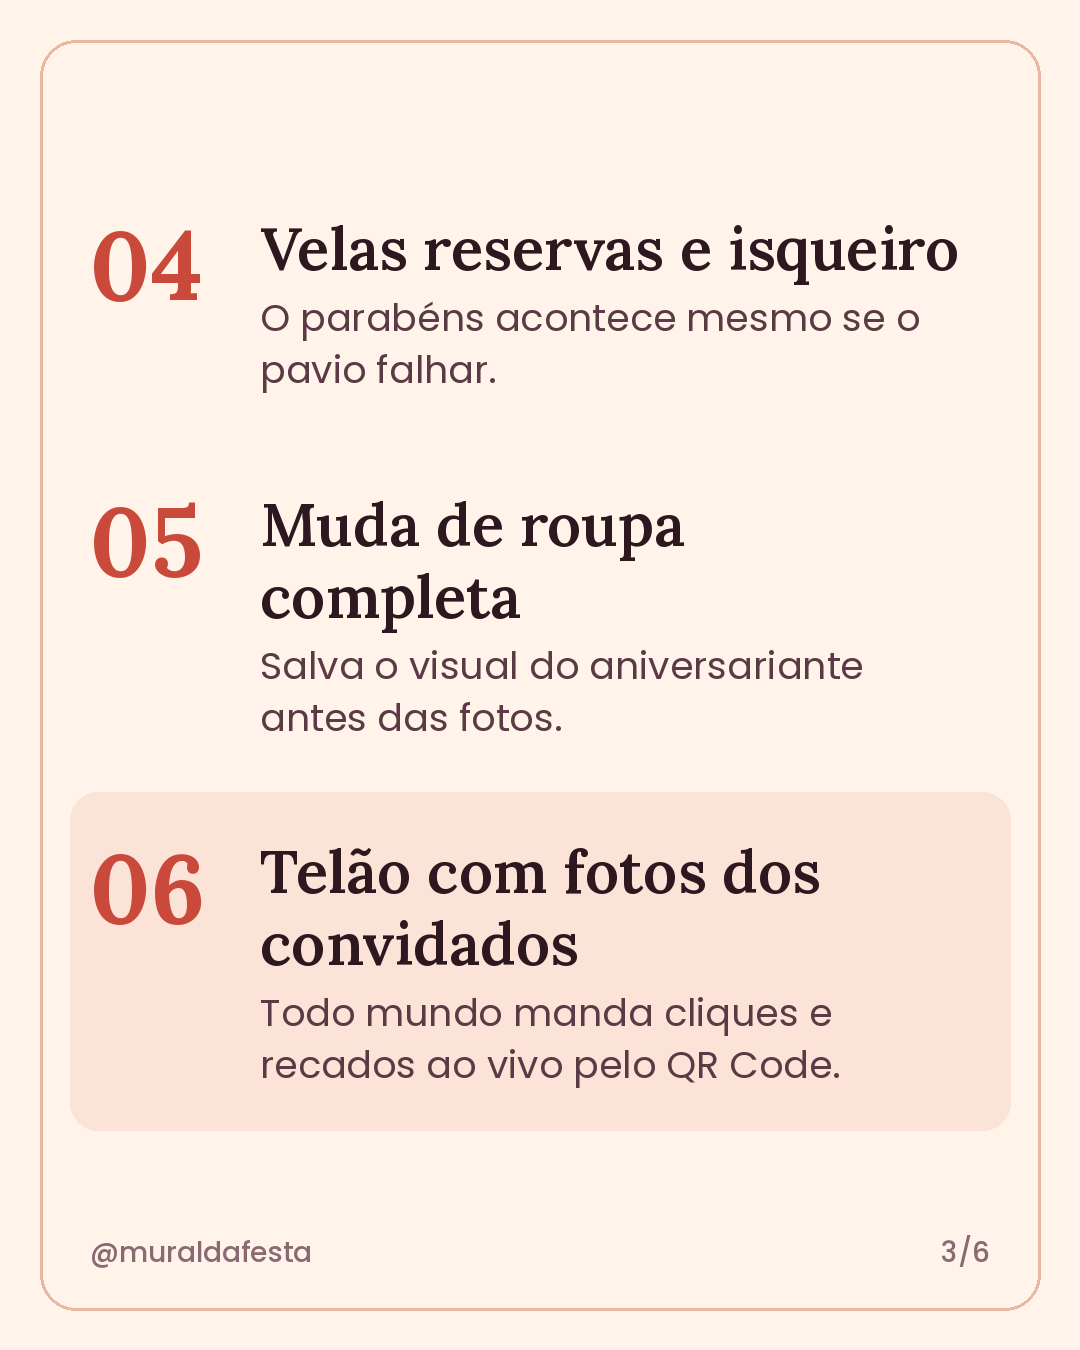 04
Velas reservas e isqueiro
O parabéns acontece mesmo se o
pavio falhar.
05
Muda de roupa
completa
Salva o visual do aniversariante
antes das fotos.
06
Telão com fotos dos
convidados
Todo mundo manda cliques e
recados ao vivo pelo QR Code.
@muraldafesta
3/6